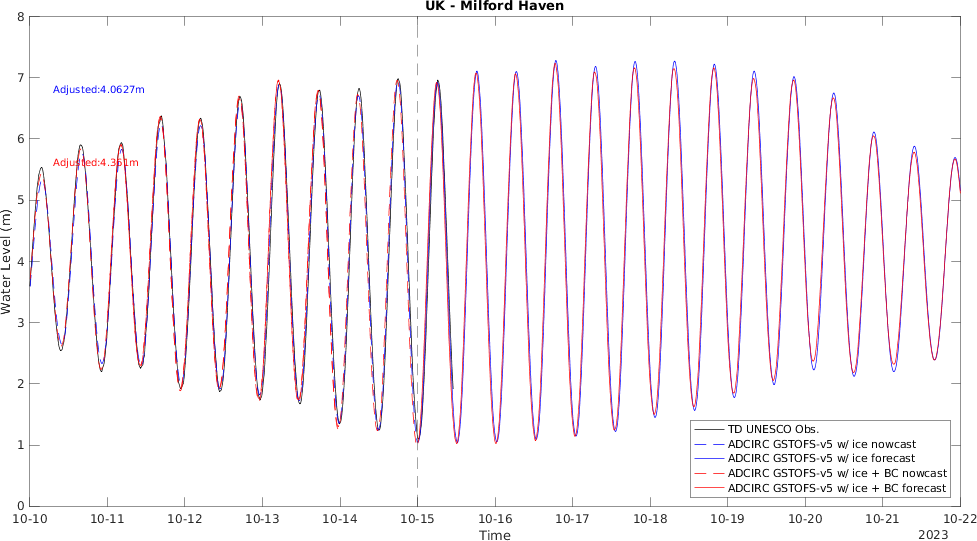 UK - Milford Haven
8
7
6
5
4
3
2
1
0
Water Level (m)
Adjusted:4.0627m
Adjusted:4.361m
TD UNESCO Obs.
ADCIRC GSTOFS-v5 w/ ice nowcast
ADCIRC GSTOFS-v5 w/ ice forecast
ADCIRC GSTOFS-v5 w/ ice + BC nowcast
ADCIRC GSTOFS-v5 w/ ice + BC forecast
10-10 10-11 10-12 10-13 10-14 10-15 10-16 10-17 10-18 10-19 10-20 10-21 10-22
Time
2023